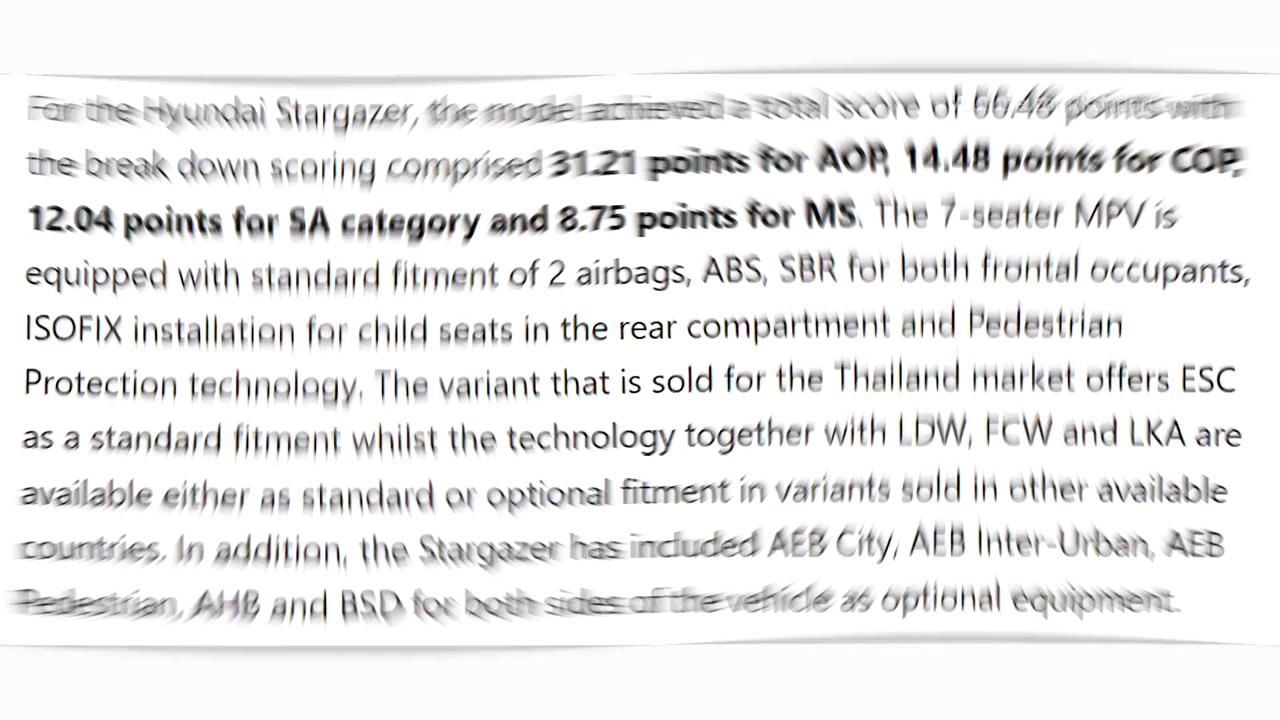 For the Hyundai Stargazer, the model achieved a total score of 66.48 points with
the break down scoring comprised 31.21 points for AOP, 14.48 points for COP,
12.04 points for SA category and 8.75 points for MS. The 7-seater MPV is
equipped with standard fitment of 2 airbags, ABS, SBR for both frontal occupants,
ISOFIX installation for child seats in the rear compartment and Pedestrian
Protection technology. The variant that is sold for the Thailand market offers ESC
as a standard fitment whilst the technology together with LDW, FCW and LKA are
available either as standard or optional fitment in variants sold in other available
countries. In addition, the Stargazer has included AEB City, AEB Inter-Urban, AEB
Pedestrian, AHB and BSD for both sides of the vehicle as optional equipment.